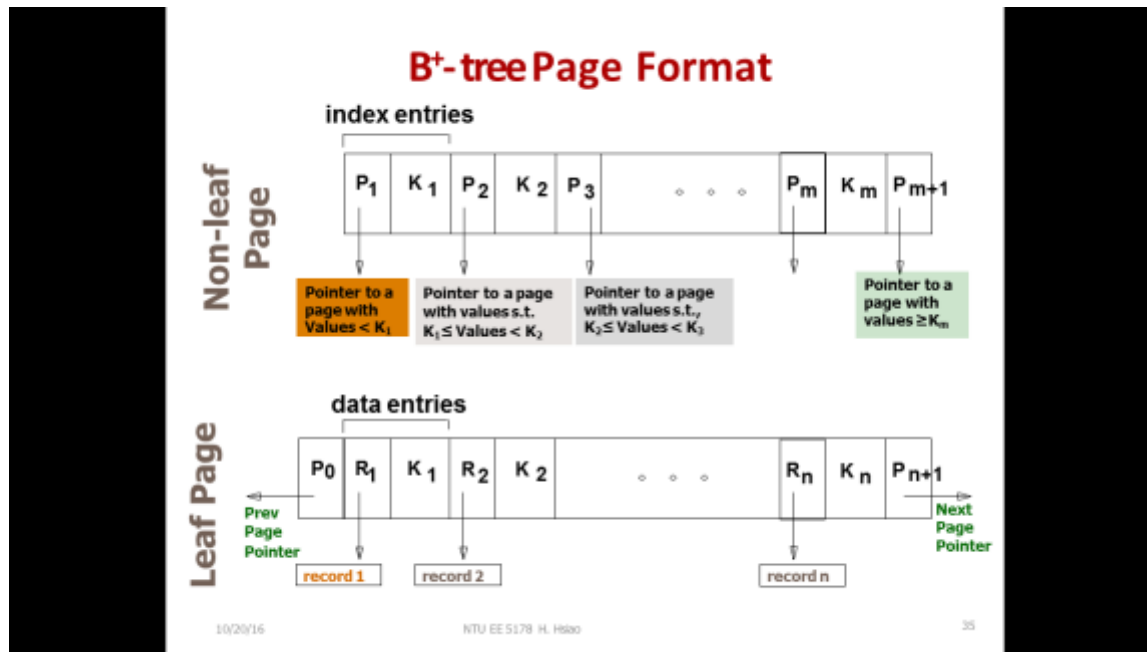 B+-tree Page Format
index entries
Non-leaf
Page
P1 K1 P2 K2 P3 Pm Km Pm+1
Pointer to a
page with
Values < K1
Pointer to a page
with values s.t.
K1≤ Values < K2
Pointer to a page
with values s.t.,
K2≤ Values < K3
Pointer to a
page with
values ≥Km
data entries
Leaf Page
P0 R1 K1 R2 K2 Rn Kn Pn+1
Prev
Page
Pointer
Next
Page
Pointer
record 1
record 2
record n
10/20/16
NTU EE 5178 H. Hsiao
35